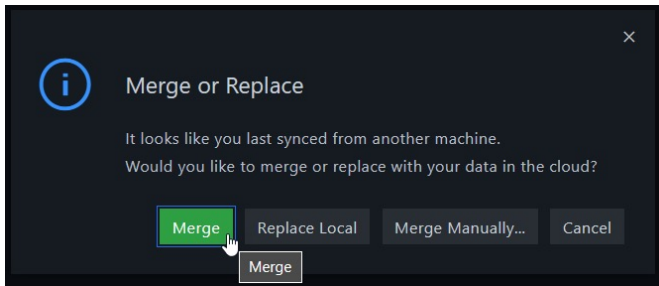 Merge or Replace
It looks like you last synced from another machine.
Would you like to merge or replace with your data in the cloud?
Merge
Replace Local
Merge Manually...
Cancel
Merge